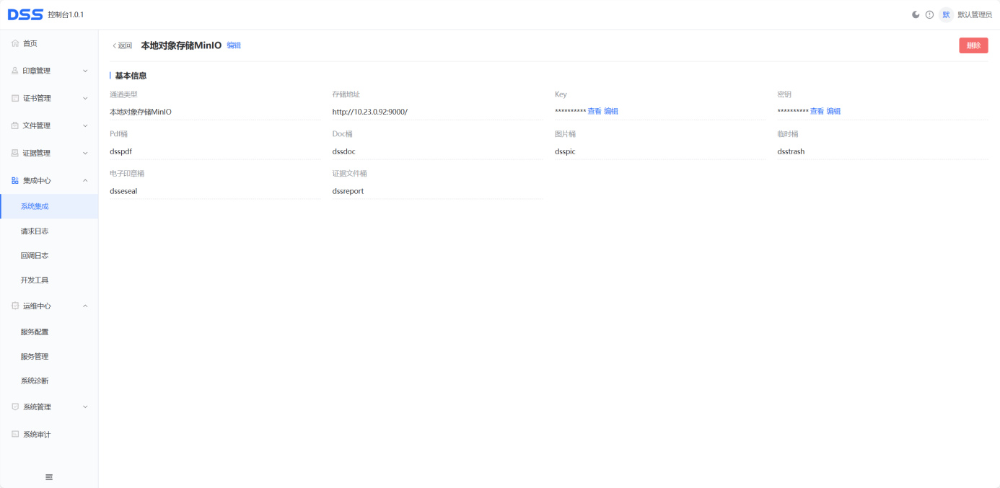 DSS 控制台1.0.1
默 默认管理员
首页
印章管理
证书管理
文件管理
证据管理
集成中心
系统集成
请求日志
回调日志
开发工具
运维中心
服务配置
服务管理
系统诊断
系统管理
系统审计
返回 本地对象存储MinIO 编辑 删除
基本信息
通道类型 存储地址 Key 密钥
本地对象存储MinIO http://10.23.0.92:9000/ ********** 查看 编辑 ********** 查看 编辑
Pdf桶 Doc桶 图片桶 临时桶
dsspdf dssdoc dsspic dsstrash
电子印章桶 证据文件桶
dsseseal dssreport